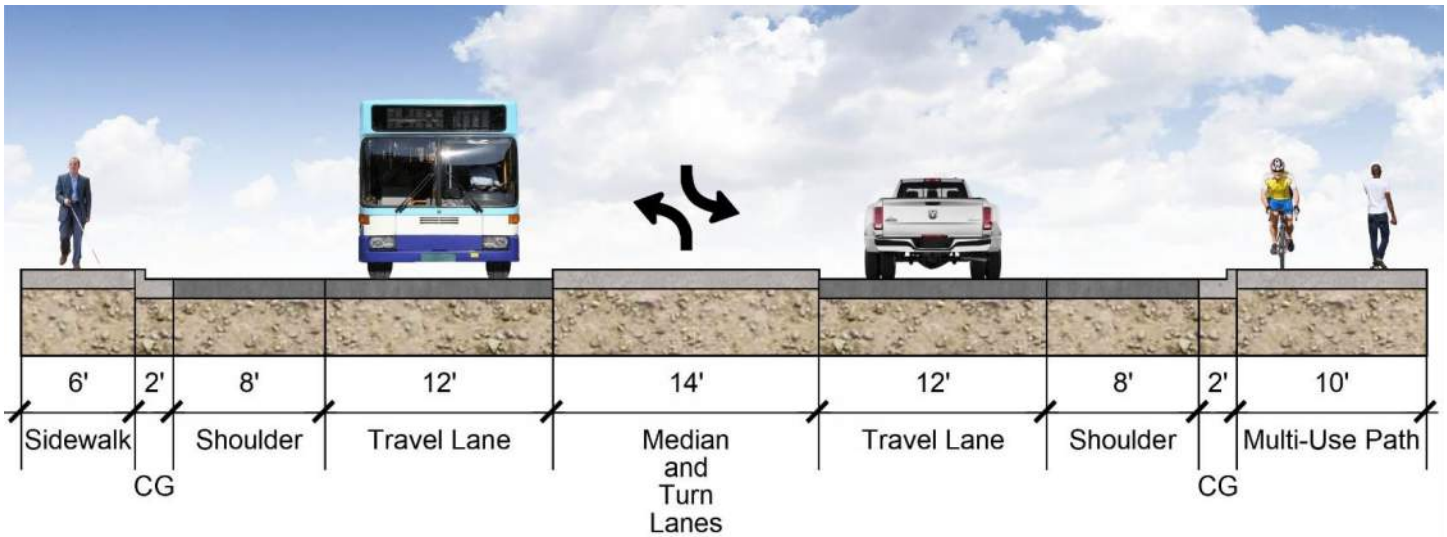 6' 2' 8' 12' 14' 12' 8' 2' 10'
Sidewalk Shoulder Travel Lane Median Travel Lane Shoulder Multi-Use Path
and
CG Turn CG
Lanes